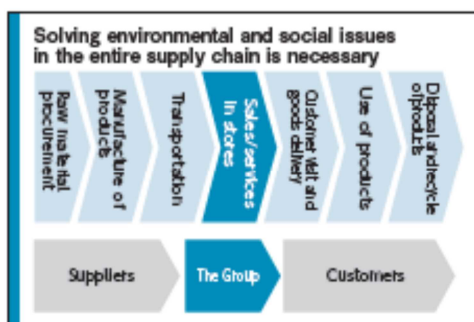 Solving environmental and social issues
in the entire supply chain is necessary
Raw material
procurement
Manufacture of
products
Transportation
Sales/services
in stores
Customer visit and
goods delivery
Use of products
Disposal and recycle
of products
Suppliers
The Group
Customers